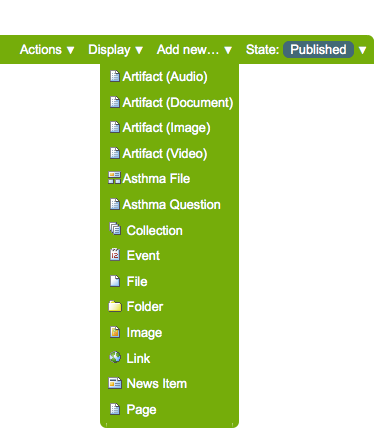 Actions ▼ Display ▼ Add new… ▼ State: Published ▼
Artifact (Audio)
Artifact (Document)
Artifact (Image)
Artifact (Video)
Asthma File
Asthma Question
Collection
Event
File
Folder
Image
Link
News Item
Page